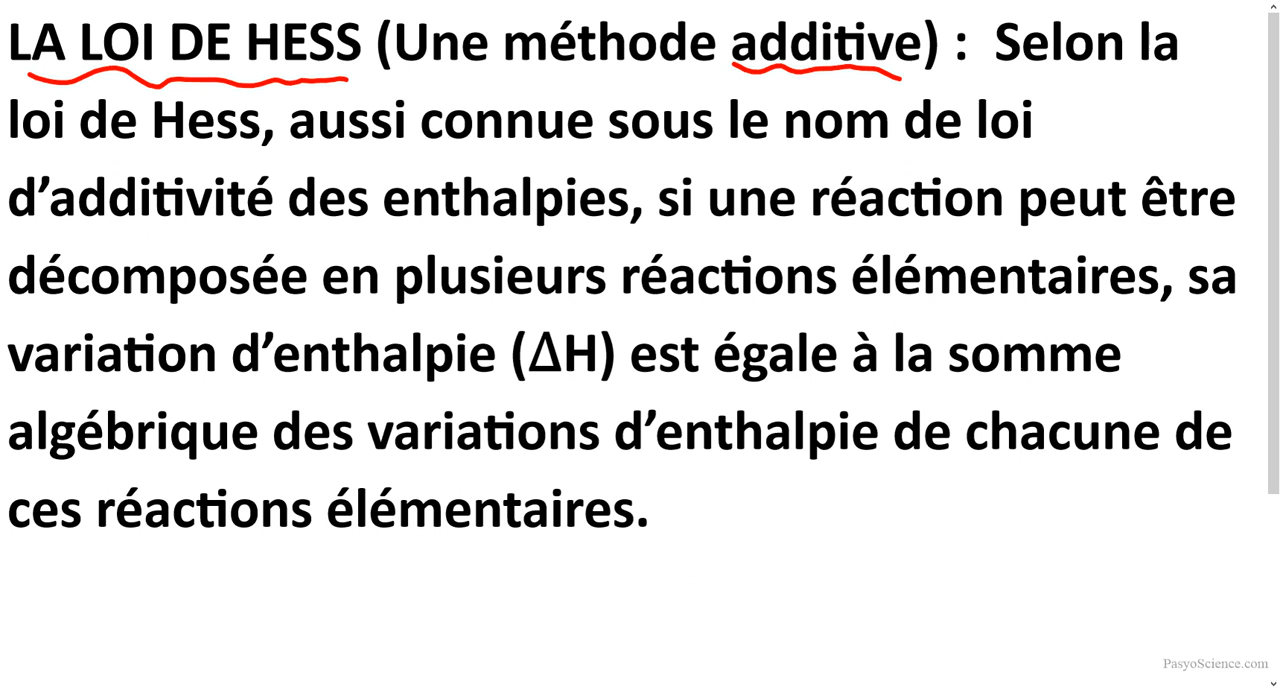 LA LOI DE HESS (Une méthode additive) : Selon la
loi de Hess, aussi connue sous le nom de loi
d’additivité des enthalpies, si une réaction peut être
décomposée en plusieurs réactions élémentaires, sa
variation d’enthalpie (ΔH) est égale à la somme
algébrique des variations d’enthalpie de chacune de
ces réactions élémentaires.
PasyoScience.com